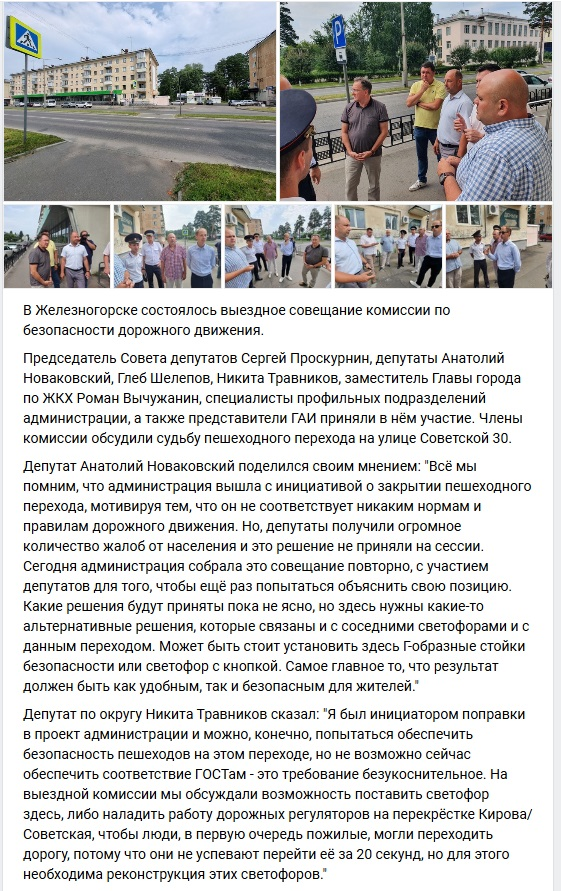 P
В Железногорске состоялось выездное совещание комиссии по
безопасности дорожного движения.
Председатель Совета депутатов Сергей Проскурнин, депутаты Анатолий
Новаковский, Глеб Шелепов, Никита Травников, заместитель Главы города
по ЖКХ Роман Вычужанин, специалисты профильных подразделений
администрации, а также представители ГАИ приняли в нём участие. Члены
комиссии обсудили судьбу пешеходного перехода на улице Советской 30.
Депутат Анатолий Новаковский поделился своим мнением: "Всё мы
помним, что администрация вышла с инициативой о закрытии пешеходного
перехода, мотивируя тем, что он не соответствует никаким нормам и
правилам дорожного движения. Но, депутаты получили огромное
количество жалоб от населения и это решение не приняли на сессии.
Сегодня администрация собрала это совещание повторно, с участием
депутатов для того, чтобы ещё раз попытаться объяснить свою позицию.
Какие решения будут приняты пока не ясно, но здесь нужны какие-то
альтернативные решения, которые связаны и с соседними светофорами и с
данным переходом. Может быть стоит установить здесь Г-образные стойки
безопасности или светофор с кнопкой. Самое главное то, что результат
должен быть как удобным, так и безопасным для жителей."
Депутат по округу Никита Травников сказал: "Я был инициатором поправки
в проект администрации и можно, конечно, попытаться обеспечить
безопасность пешеходов на этом переходе, но не возможно сейчас
обеспечить соответствие ГОСТам - это требование безукоснительное. На
выездной комиссии мы обсуждали возможность поставить светофор
здесь, либо наладить работу дорожных регуляторов на перекрёстке Кирова/
Советская, чтобы люди, в первую очередь пожилые, могли переходить
дорогу, потому что они не успевают перейти её за 20 секунд, но для этого
необходима реконструкция этих светофоров."